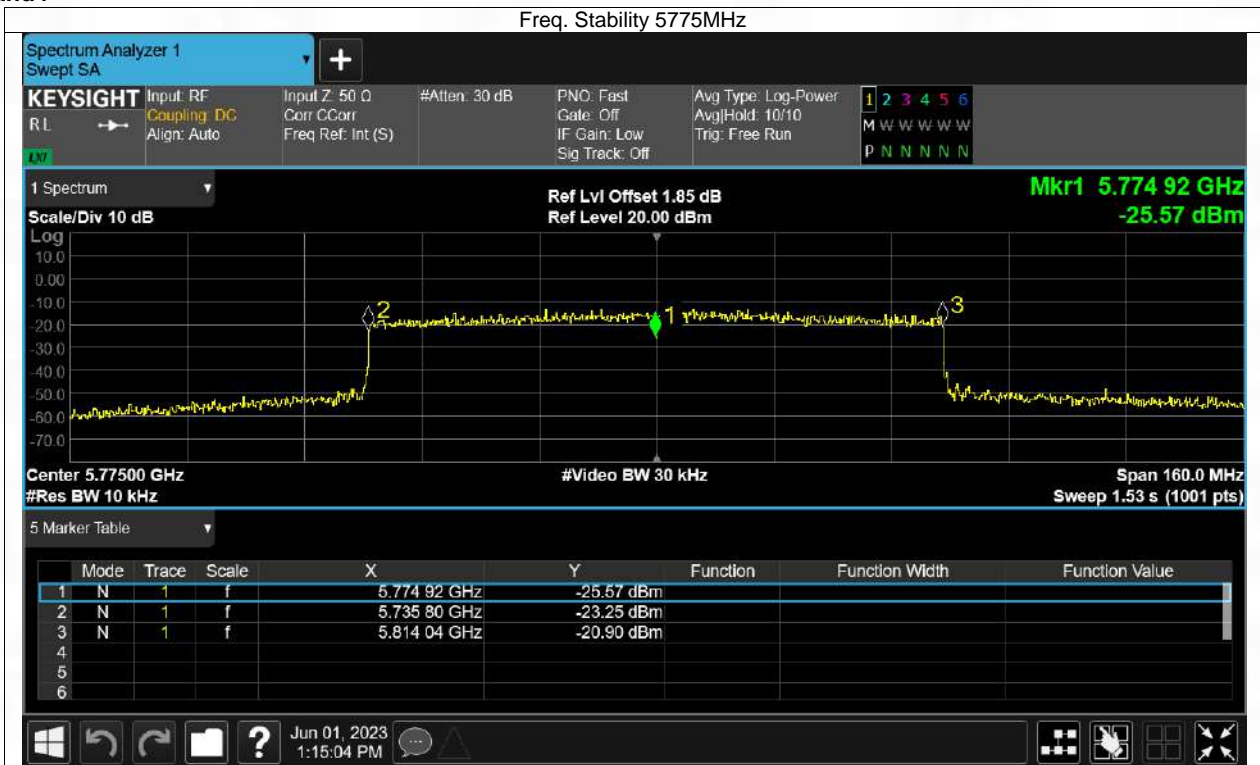 Freq. Stability 5775MHz
Spectrum Analyzer 1
Swept SA
+
KEYSIGHT
RL
LXI
Input: RF
Coupling: DC
Align: Auto
Input Z: 50 Ω
Corr CCorr
Freq Ref: Int (S)
#Atten: 30 dB
PNO: Fast
Gate: Off
IF Gain: Low
Sig Track: Off
Avg Type: Log-Power
Avg|Hold: 10/10
Trig: Free Run
1 2 3 4 5 6
M W W W W W
P N N N N N
1 Spectrum
Scale/Div 10 dB
Ref Lvl Offset 1.85 dB
Ref Level 20.00 dBm
Mkr1 5.774 92 GHz
-25.57 dBm
Log
10.0
0.00
-10.0
-20.0
-30.0
-40.0
-50.0
-60.0
-70.0
2
1
3
Center 5.77500 GHz
#Res BW 10 kHz
#Video BW 30 kHz
Span 160.0 MHz
Sweep 1.53 s (1001 pts)
5 Marker Table
Mode Trace Scale X Y Function Function Width Function Value
1 N 1 f 5.774 92 GHz -25.57 dBm
2 N 1 f 5.735 80 GHz -23.25 dBm
3 N 1 f 5.814 04 GHz -20.90 dBm
4
5
6
?
Jun 01, 2023
1:15:04 PM